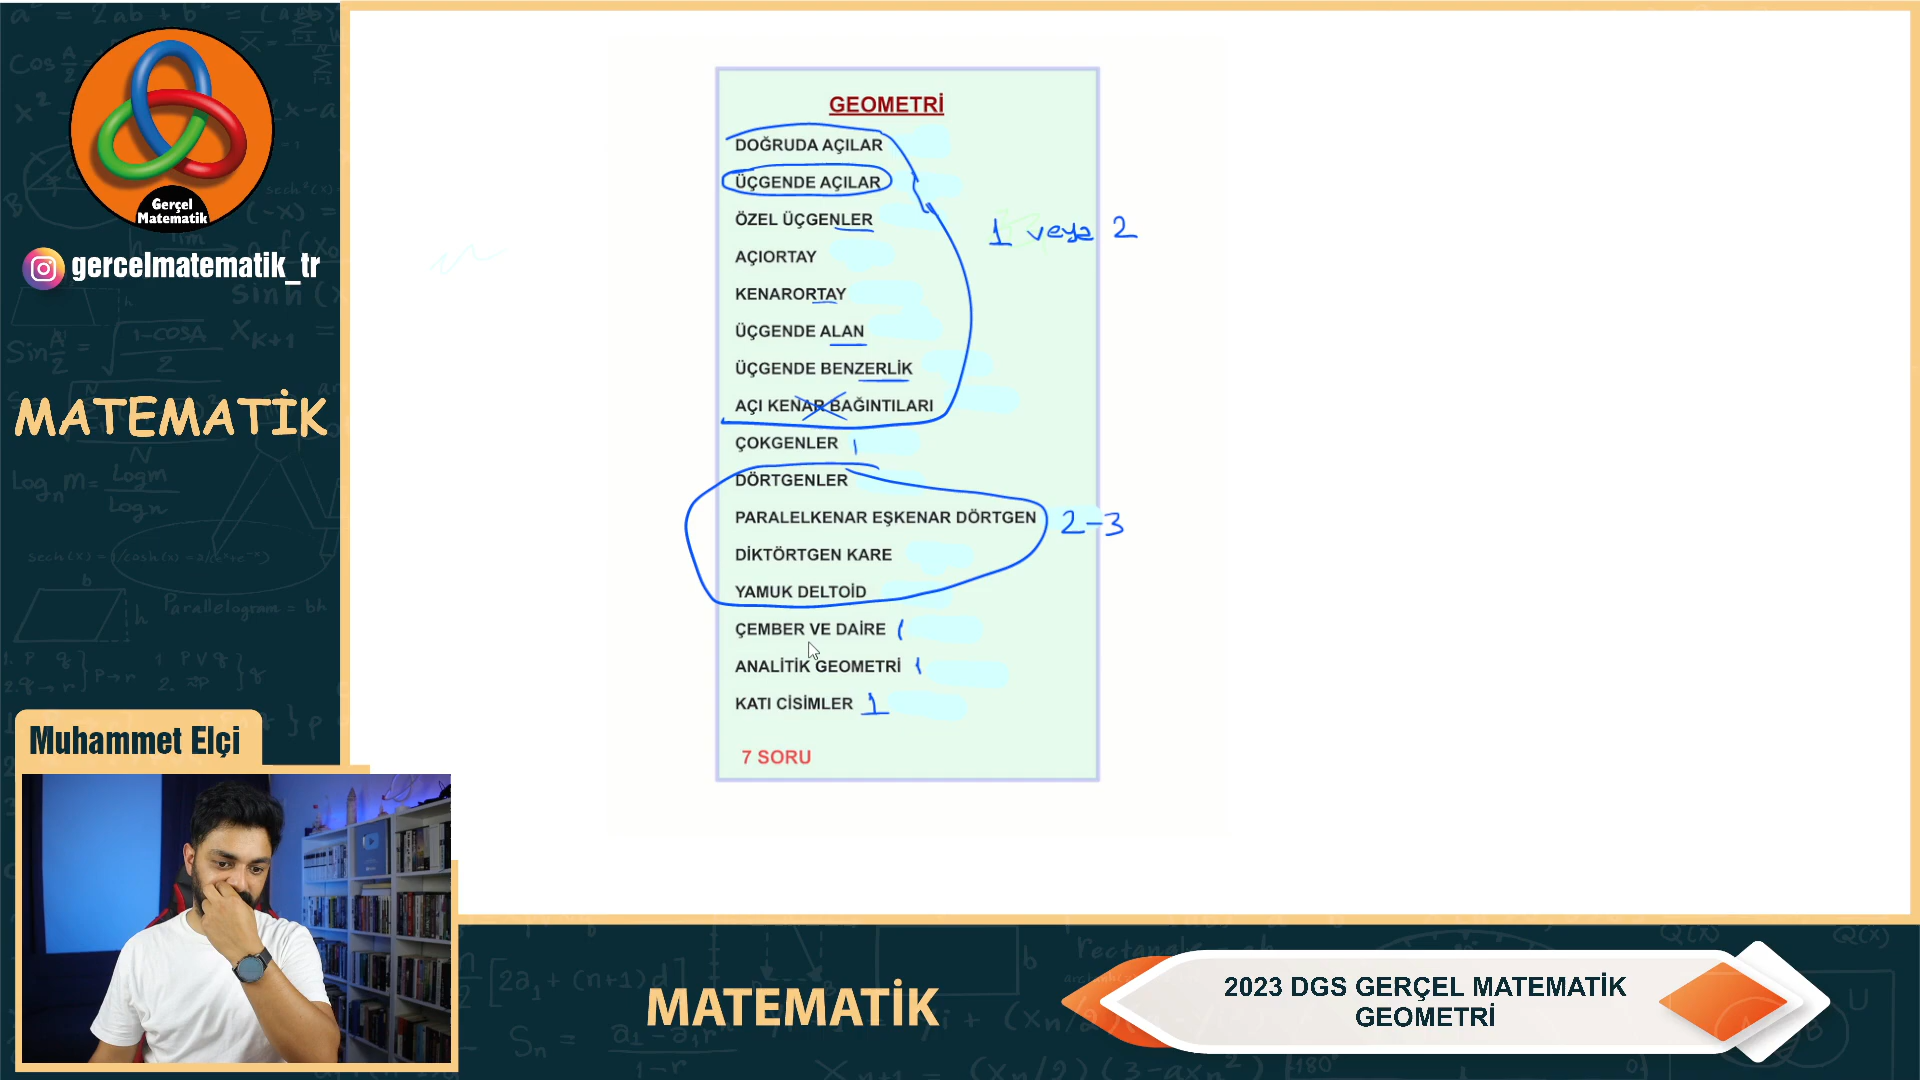 Gerçel
Matematik
gercelmatematik_tr
MATEMATİK
Muhammet Elçi
GEOMETRİ
DOĞRUDA AÇILAR
ÜÇGENDE AÇILAR
ÖZEL ÜÇGENLER
1 veya 2
AÇIORTAY
KENARORTAY
ÜÇGENDE ALAN
ÜÇGENDE BENZERLİK
AÇI KENAR BAĞINTILARI
ÇOKGENLER 1
DÖRTGENLER
PARALELKENAR EŞKENAR DÖRTGEN 2-3
DİKTÖRTGEN KARE
YAMUK DELTOİD
ÇEMBER VE DAİRE 1
ANALİTİK GEOMETRİ 1
KATI CİSİMLER 1
7 SORU
MATEMATİK
2023 DGS GERÇEL MATEMATİK
GEOMETRİ